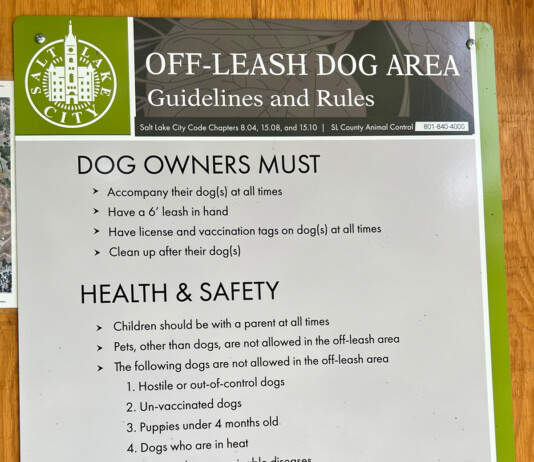 SALT LAKE CITY
OFF-LEASH DOG AREA
Guidelines and Rules
Salt Lake City Code Chapters 8.04, 15.08, and 15.10 | SL County Animal Control 801-840-4000
DOG OWNERS MUST
➤ Accompany their dog(s) at all times
➤ Have a 6' leash in hand
➤ Have license and vaccination tags on dog(s) at all times
➤ Clean up after their dog(s)
HEALTH & SAFETY
➤ Children should be with a parent at all times
➤ Pets, other than dogs, are not allowed in the off-leash area
➤ The following dogs are not allowed in the off-leash area
1. Hostile or out-of-control dogs
2. Un-vaccinated dogs
3. Puppies under 4 months old
4. Dogs who are in heat
diseases